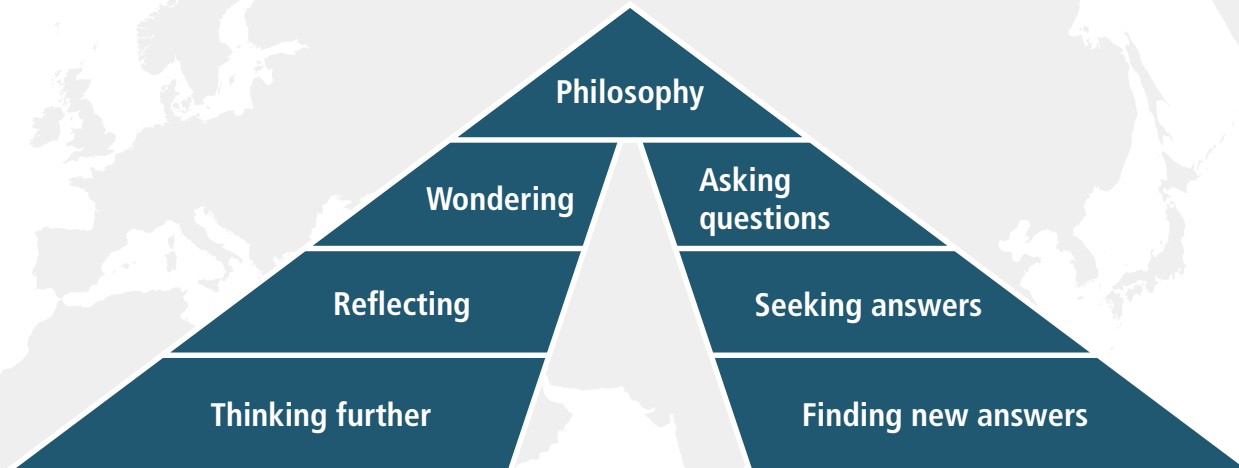 Philosophy
Wondering
Asking
questions
Reflecting
Seeking answers
Thinking further
Finding new answers